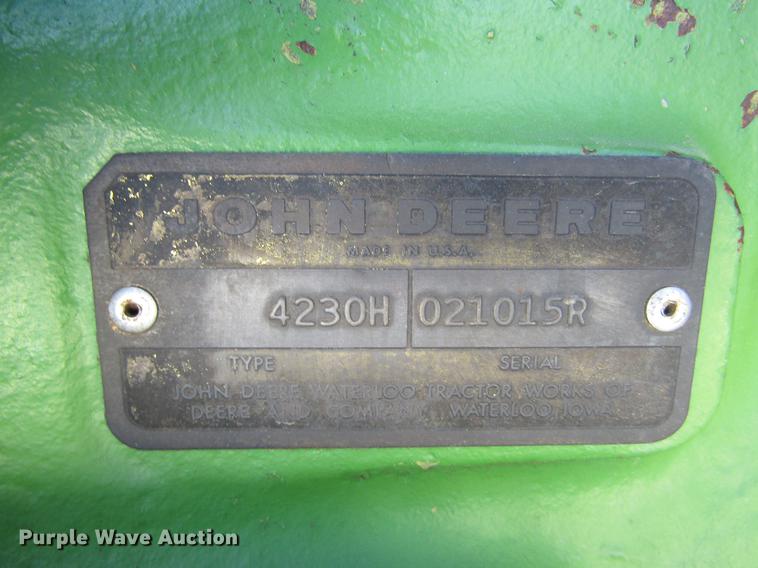 JOHN DEERE
MADE IN U.S.A.
4230H 021015R
TYPE SERIAL
JOHN DEERE WATERLOO TRACTOR WORKS OF
DEERE AND COMPANY, WATERLOO, IOWA
Purple Wave Auction